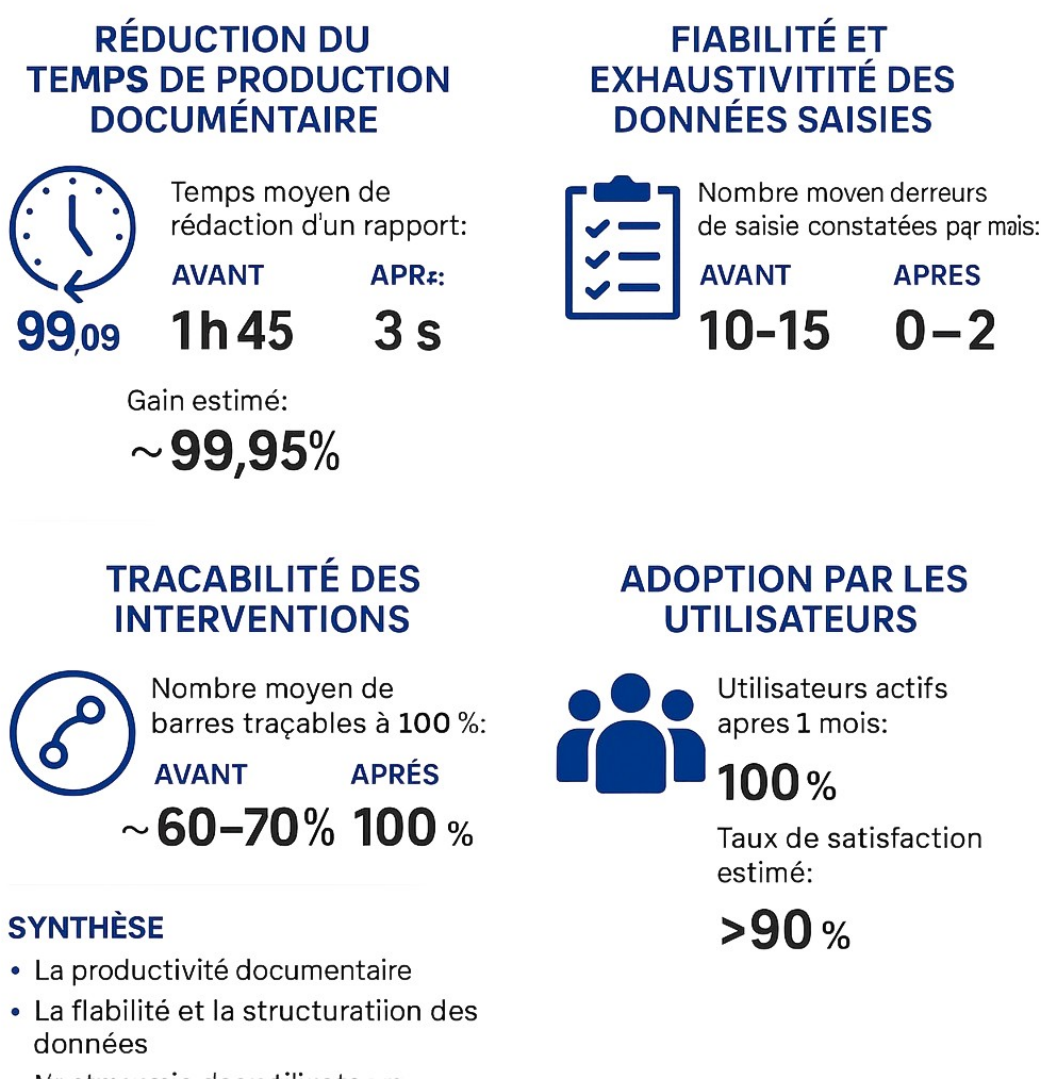 RÉDUCTION DU
TEMPS DE PRODUCTION
DOCUMÉNTAIRE
Temps moyen de
rédaction d'un rapport:
AVANT
1h 45
3 s
99,09
Gain estimé:
~ 99,95%
FIABILITÉ ET
EXHAUSTIVITITÉ DES
DONNÉES SAISIES
Nombre moven derreurs
de saisie constatées par mois:
AVANT APRES
10-15 0–2
TRACABILITÉ DES
INTERVENTIONS
Nombre moyen de
barres traçables à 100 %:
AVANT APRÉS
~ 60–70% 100 %
ADOPTION PAR LES
UTILISATEURS
Utilisateurs actifs
apres 1 mois:
100 %
Taux de satisfaction
estimé:
>90 %
SYNTHÈSE
• La productivité documentaire
• La flabilité et la structuratiion des
données